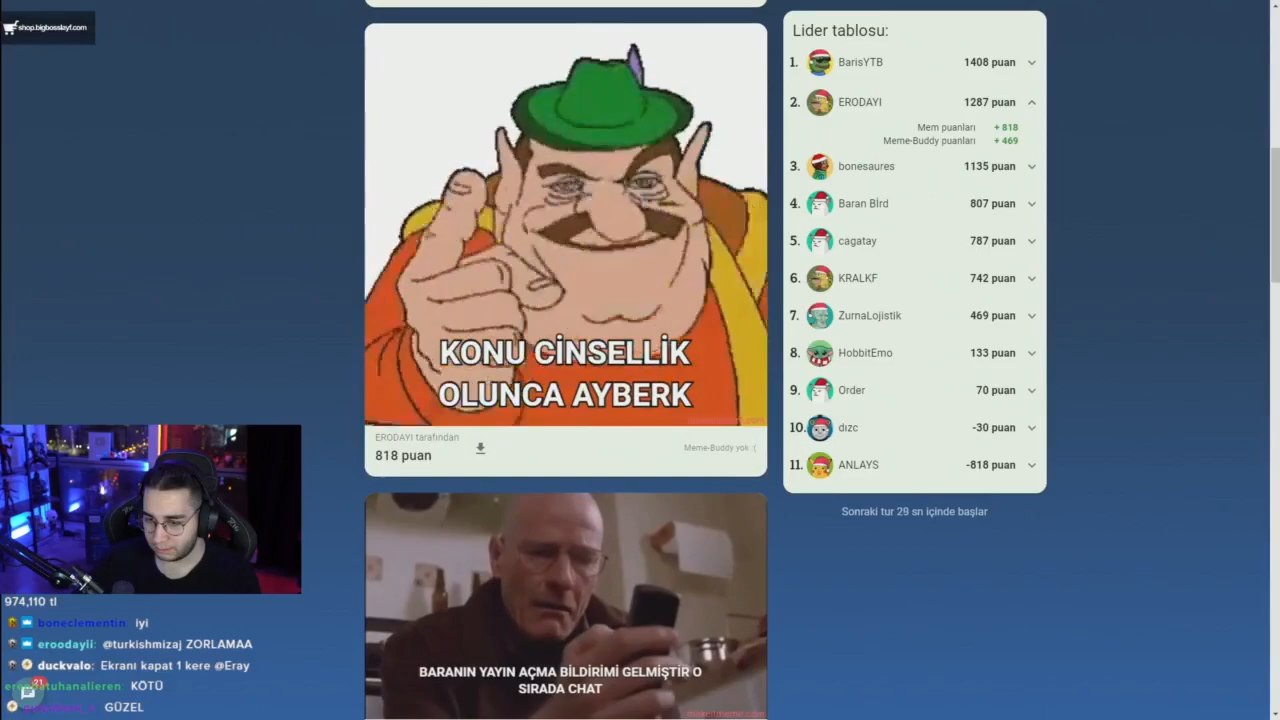 shop.bigbosslayf.com
KONU CİNSELLİK
OLUNCA AYBERK
ERODAYI tarafından
818 puan
Meme-Buddy yok :(
BARANIN YAYIN AÇMA BİLDİRİMİ GELMİŞTİR O
SIRADA CHAT
Lider tablosu:
1. BarisYTB 1408 puan
2. ERODAYI 1287 puan
Mem puanları + 818
Meme-Buddy puanları + 469
3. bonesaures 1135 puan
4. Baran BIrd 807 puan
5. cagatay 787 puan
6. KRALKF 742 puan
7. ZurnaLojistik 469 puan
8. HobbitEmo 133 puan
9. Order 70 puan
10. dızc -30 puan
11. ANLAYS -818 puan
Sonraki tur 29 sn içinde başlar
974,110 tl
boneclementin: iyi
eroodayii: @turkishmizaj ZORLAMAA
duckvalo: Ekranı kapat 1 kere @Eray
KÖTÜ
21
GÜZEL